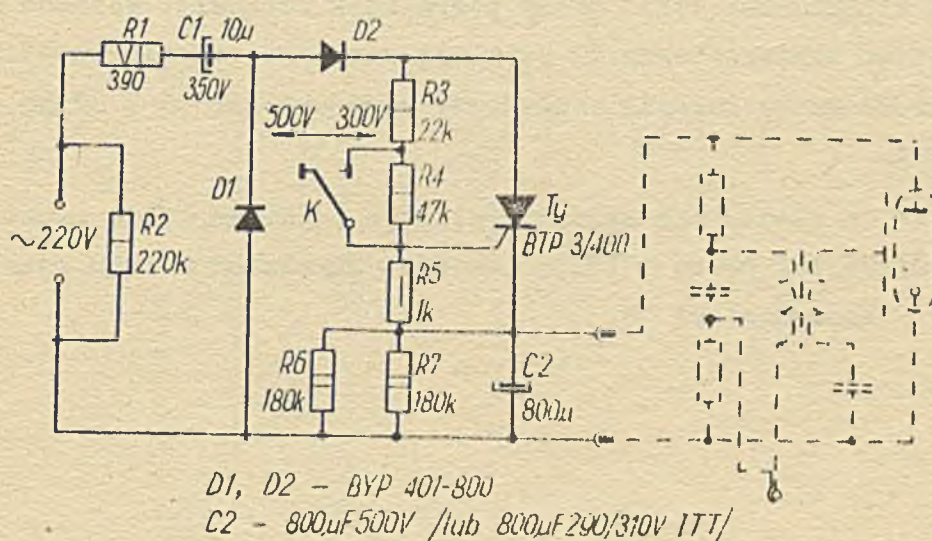 R1
390
C1 10µ
350V
D2
R3
22k
500V 300V
R4
47k
K
D1
Ty
BTP 3/400
~220V
R2
220k
R5
1k
R6
180k
R7
180k
C2
800µ
D1, D2 – BYP 401-800
C2 – 800µF500V /lub 800µF290/310V ITT/